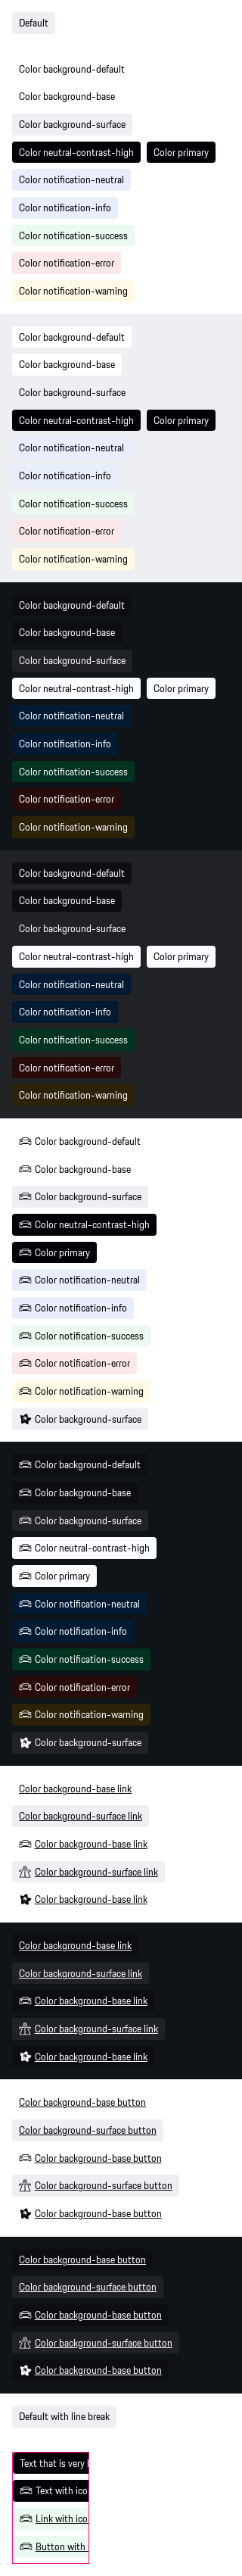 Default
Color background-default
Color background-base
Color background-surface
Color neutral-contrast-high Color primary
Color notification-neutral
Color notification-info
Color notification-success
Color notification-error
Color notification-warning
Color background-default
Color background-base
Color background-surface
Color neutral-contrast-high Color primary
Color notification-neutral
Color notification-info
Color notification-success
Color notification-error
Color notification-warning
Color background-default
Color background-base
Color background-surface
Color neutral-contrast-high Color primary
Color notification-neutral
Color notification-info
Color notification-success
Color notification-error
Color notification-warning
Color background-default
Color background-base
Color background-surface
Color neutral-contrast-high Color primary
Color notification-neutral
Color notification-info
Color notification-success
Color notification-error
Color notification-warning
Color background-default
Color background-base
Color background-surface
Color neutral-contrast-high
Color primary
Color notification-neutral
Color notification-info
Color notification-success
Color notification-error
Color notification-warning
Color background-surface
Color background-default
Color background-base
Color background-surface
Color neutral-contrast-high
Color primary
Color notification-neutral
Color notification-info
Color notification-success
Color notification-error
Color notification-warning
Color background-surface
Color background-base link
Color background-surface link
Color background-base link
Color background-surface link
Color background-base link
Color background-base link
Color background-surface link
Color background-base link
Color background-surface link
Color background-base link
Color background-base button
Color background-surface button
Color background-base button
Color background-surface button
Color background-base button
Color background-base button
Color background-surface button
Color background-base button
Color background-surface button
Color background-base button
Default with line break
Text that is very
Text with ico
Link with ico
Button with